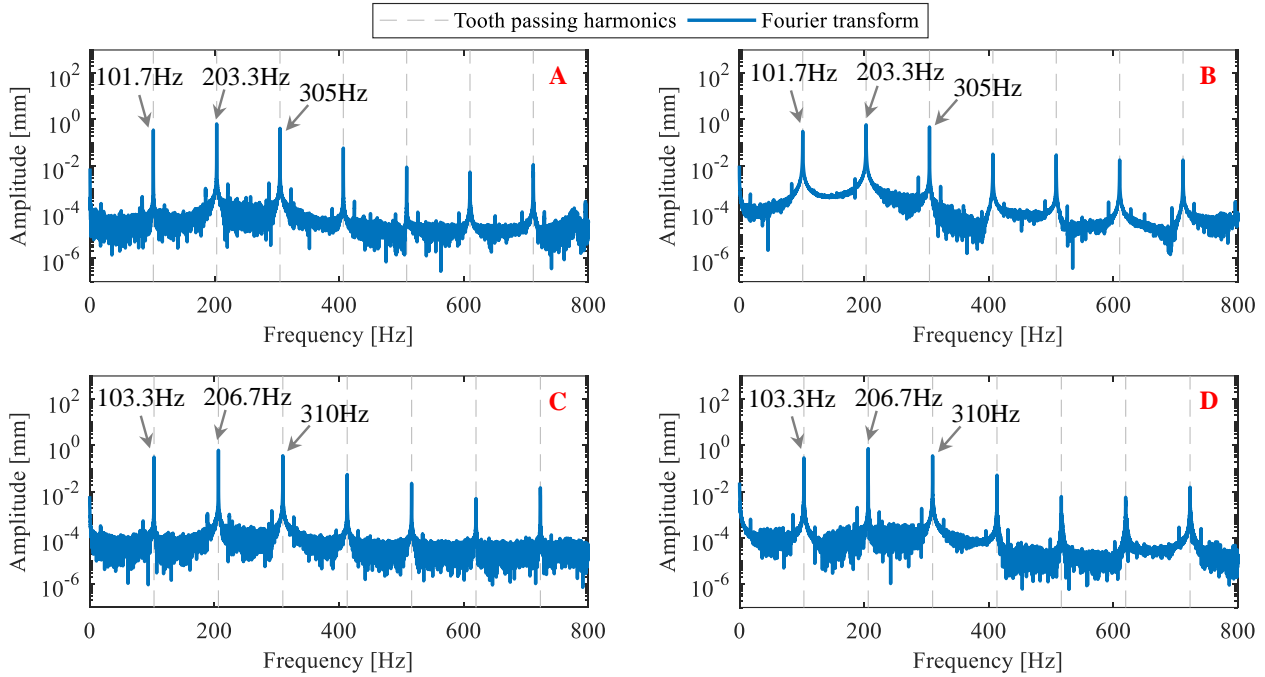 Tooth passing harmonics Fourier transform
A
101.7Hz 203.3Hz 305Hz
10^2
10^0
10^-2
10^-4
10^-6
Amplitude [mm]
0 200 400 600 800
Frequency [Hz]
B
101.7Hz 203.3Hz 305Hz
10^2
10^0
10^-2
10^-4
10^-6
Amplitude [mm]
0 200 400 600 800
Frequency [Hz]
C
103.3Hz 206.7Hz 310Hz
10^2
10^0
10^-2
10^-4
10^-6
Amplitude [mm]
0 200 400 600 800
Frequency [Hz]
D
103.3Hz 206.7Hz 310Hz
10^2
10^0
10^-2
10^-4
10^-6
Amplitude [mm]
0 200 400 600 800
Frequency [Hz]